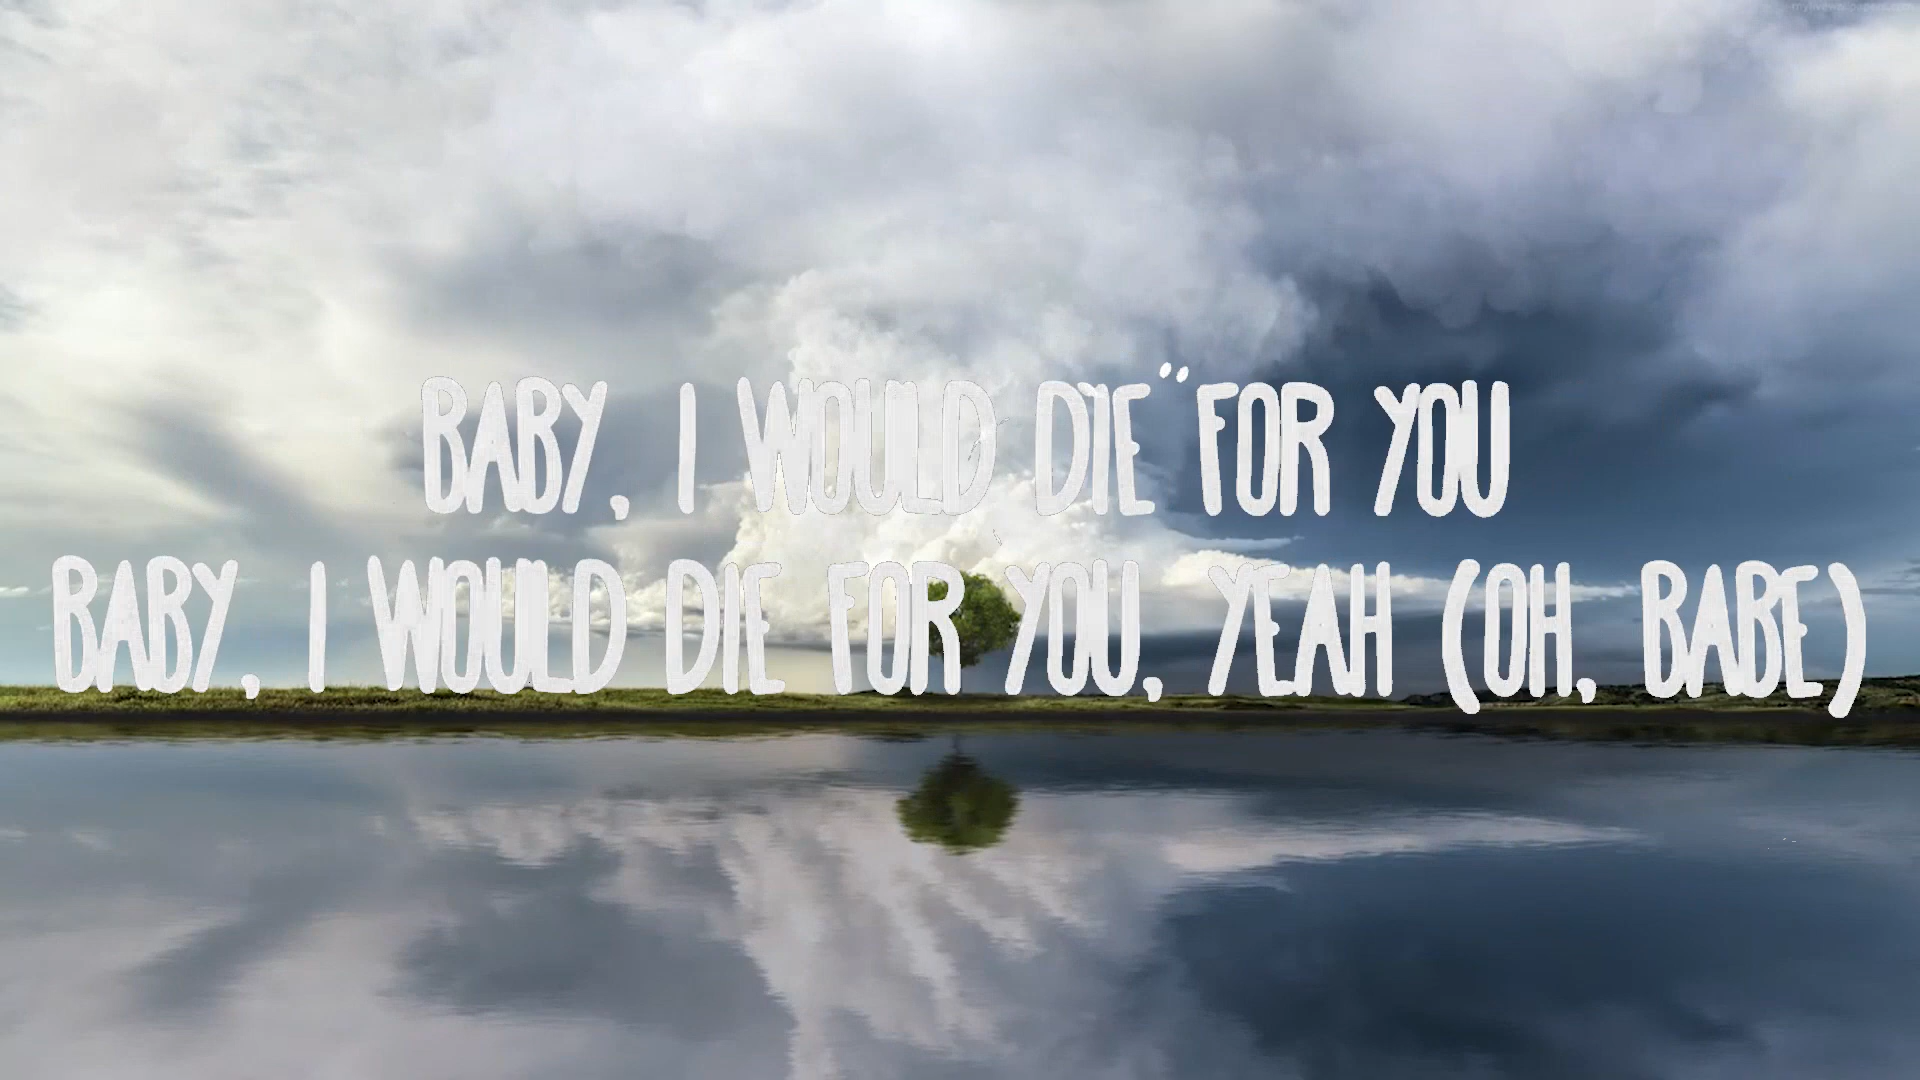 BABY, I WOULD DIE¨FOR YOU
BABY, I WOULD DIE FOR YOU, YEAH (OH, BABE)